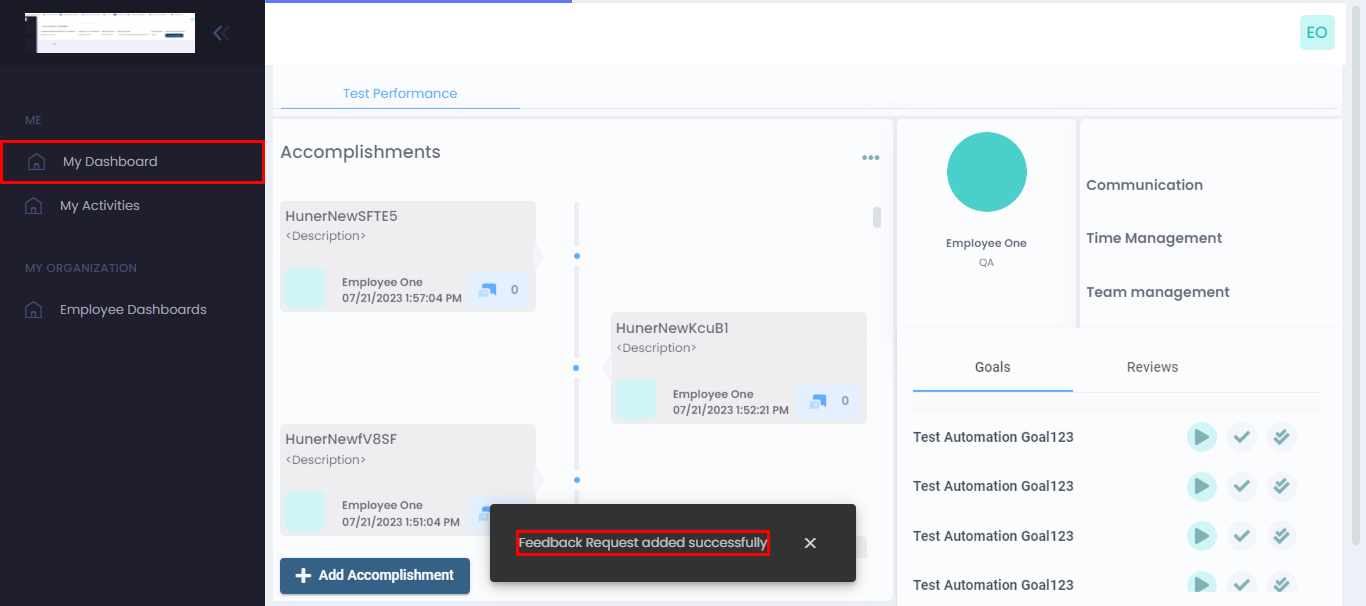 EO
ME
My Dashboard
My Activities
MY ORGANIZATION
Employee Dashboards
Test Performance
Accomplishments
HunerNewSFTE5
<Description>
Employee One
07/21/2023 1:57:04 PM
0
HunerNewKcuB1
<Description>
Employee One
07/21/2023 1:52:21 PM
0
HunerNewfV8SF
<Description>
Employee One
07/21/2023 1:51:04 PM
Add Accomplishment
Feedback Request added successfully
Employee One
QA
Communication
Time Management
Team management
Goals
Reviews
Test Automation Goal123
Test Automation Goal123
Test Automation Goal123
Test Automation Goal123